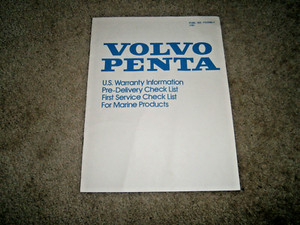 VOLVO
PENTA
U.S. Warranty Information
Pre-Delivery Check List
First Service Check List
For Marine Products